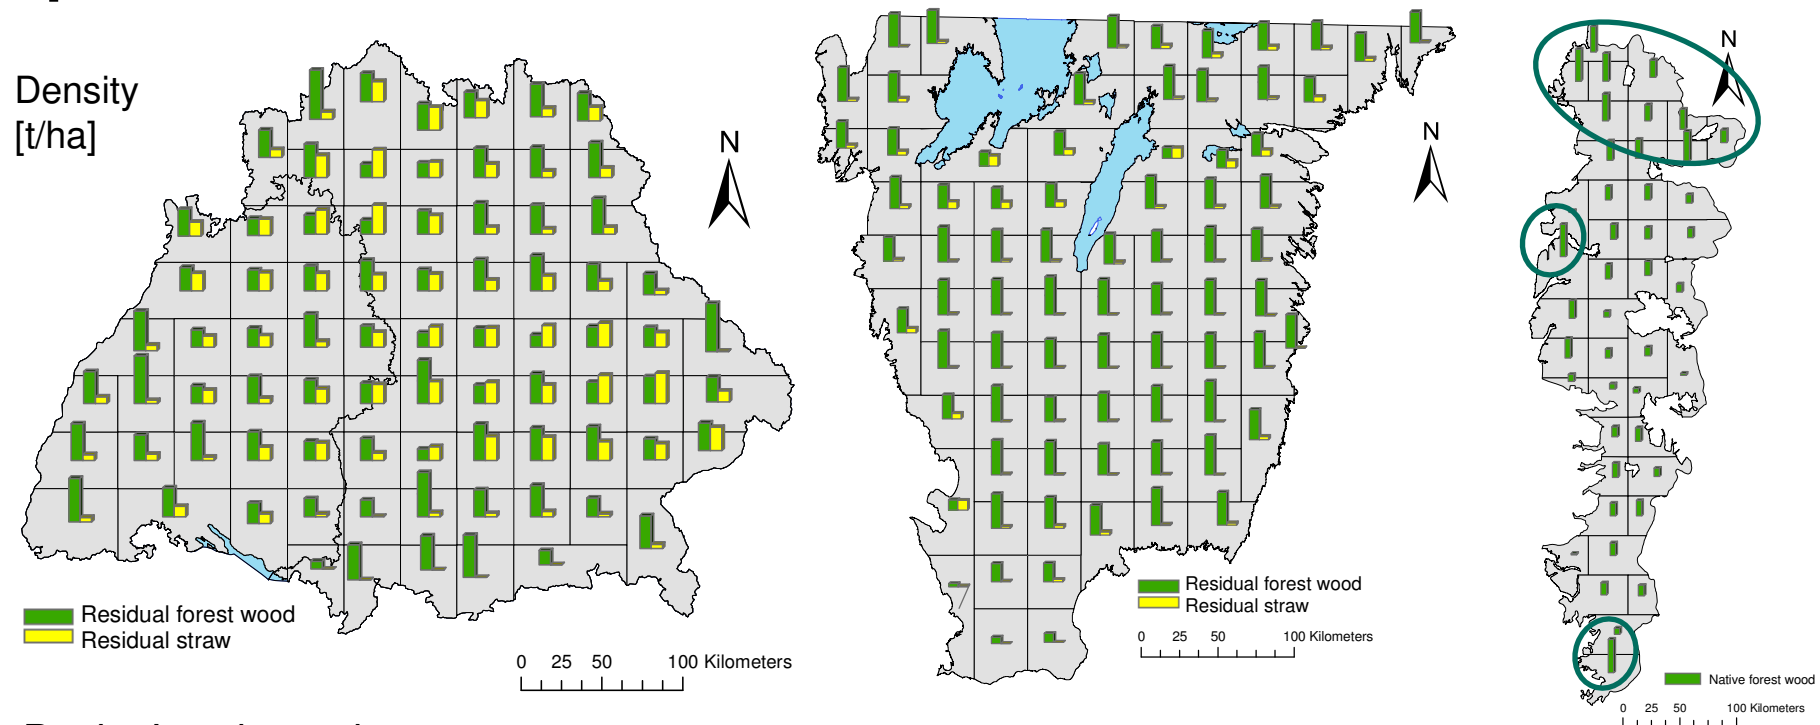 Density
[t/ha]
N
Residual forest wood
Residual straw
0 25 50 100 Kilometers
N
7
Residual forest wood
Residual straw
0 25 50 100 Kilometers
N
Native forest wood
0 25 50 100 Kilometers